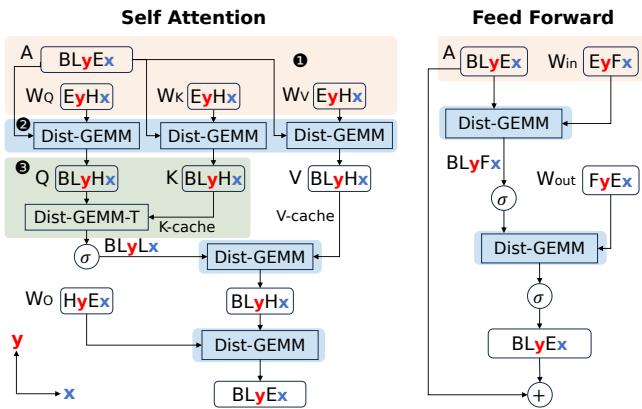 Self Attention
Feed Forward
A BLyEx ❶
WQ EyHx WK EyHx WV EyHx
❷ Dist-GEMM Dist-GEMM Dist-GEMM
❸
Q BLyHx K BLyHx V BLyHx
Dist-GEMM-T
K-cache
V-cache
σ BLyLx Dist-GEMM
BLyHx
WO HyEx
Dist-GEMM
BLyEx
y
x
A BLyEx Win EyFx
Dist-GEMM
BLyFx
Wout FyEx
σ
Dist-GEMM
σ
BLyEx
+